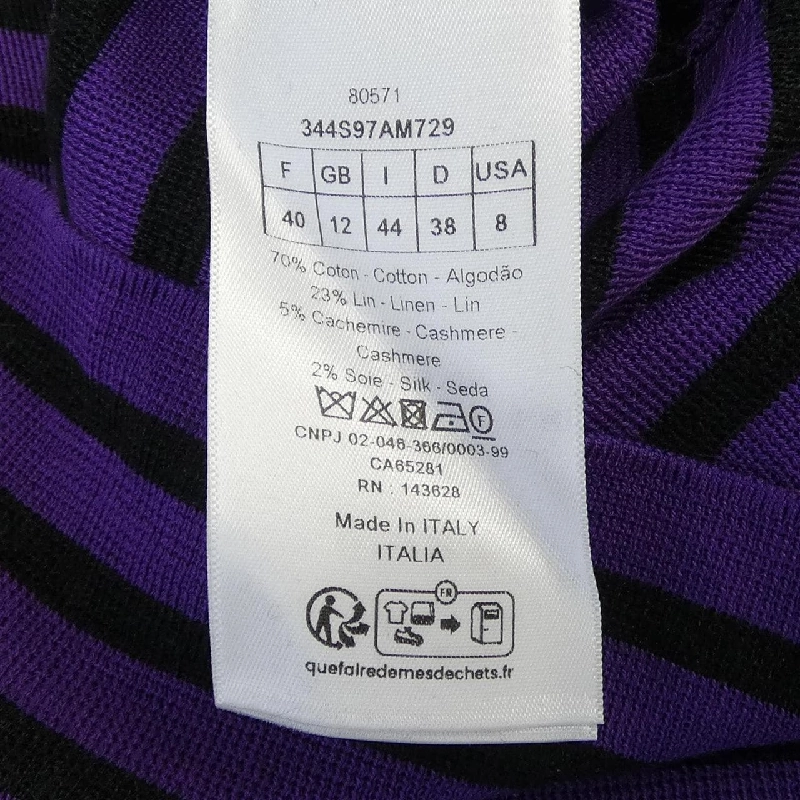 80571
344S97AM729
F GB I D USA
40 12 44 38 8
70% Coton - Cotton - Algodão
23% Lin - Linen - Lin
5% Cachemire - Cashmere -
Cashmere
2% Soie - Silk - Seda
F
CNPJ 02-046-366/0003-99
CA65281
RN : 143628
Made In ITALY
ITALIA
FR
quefairedemesdechets.fr